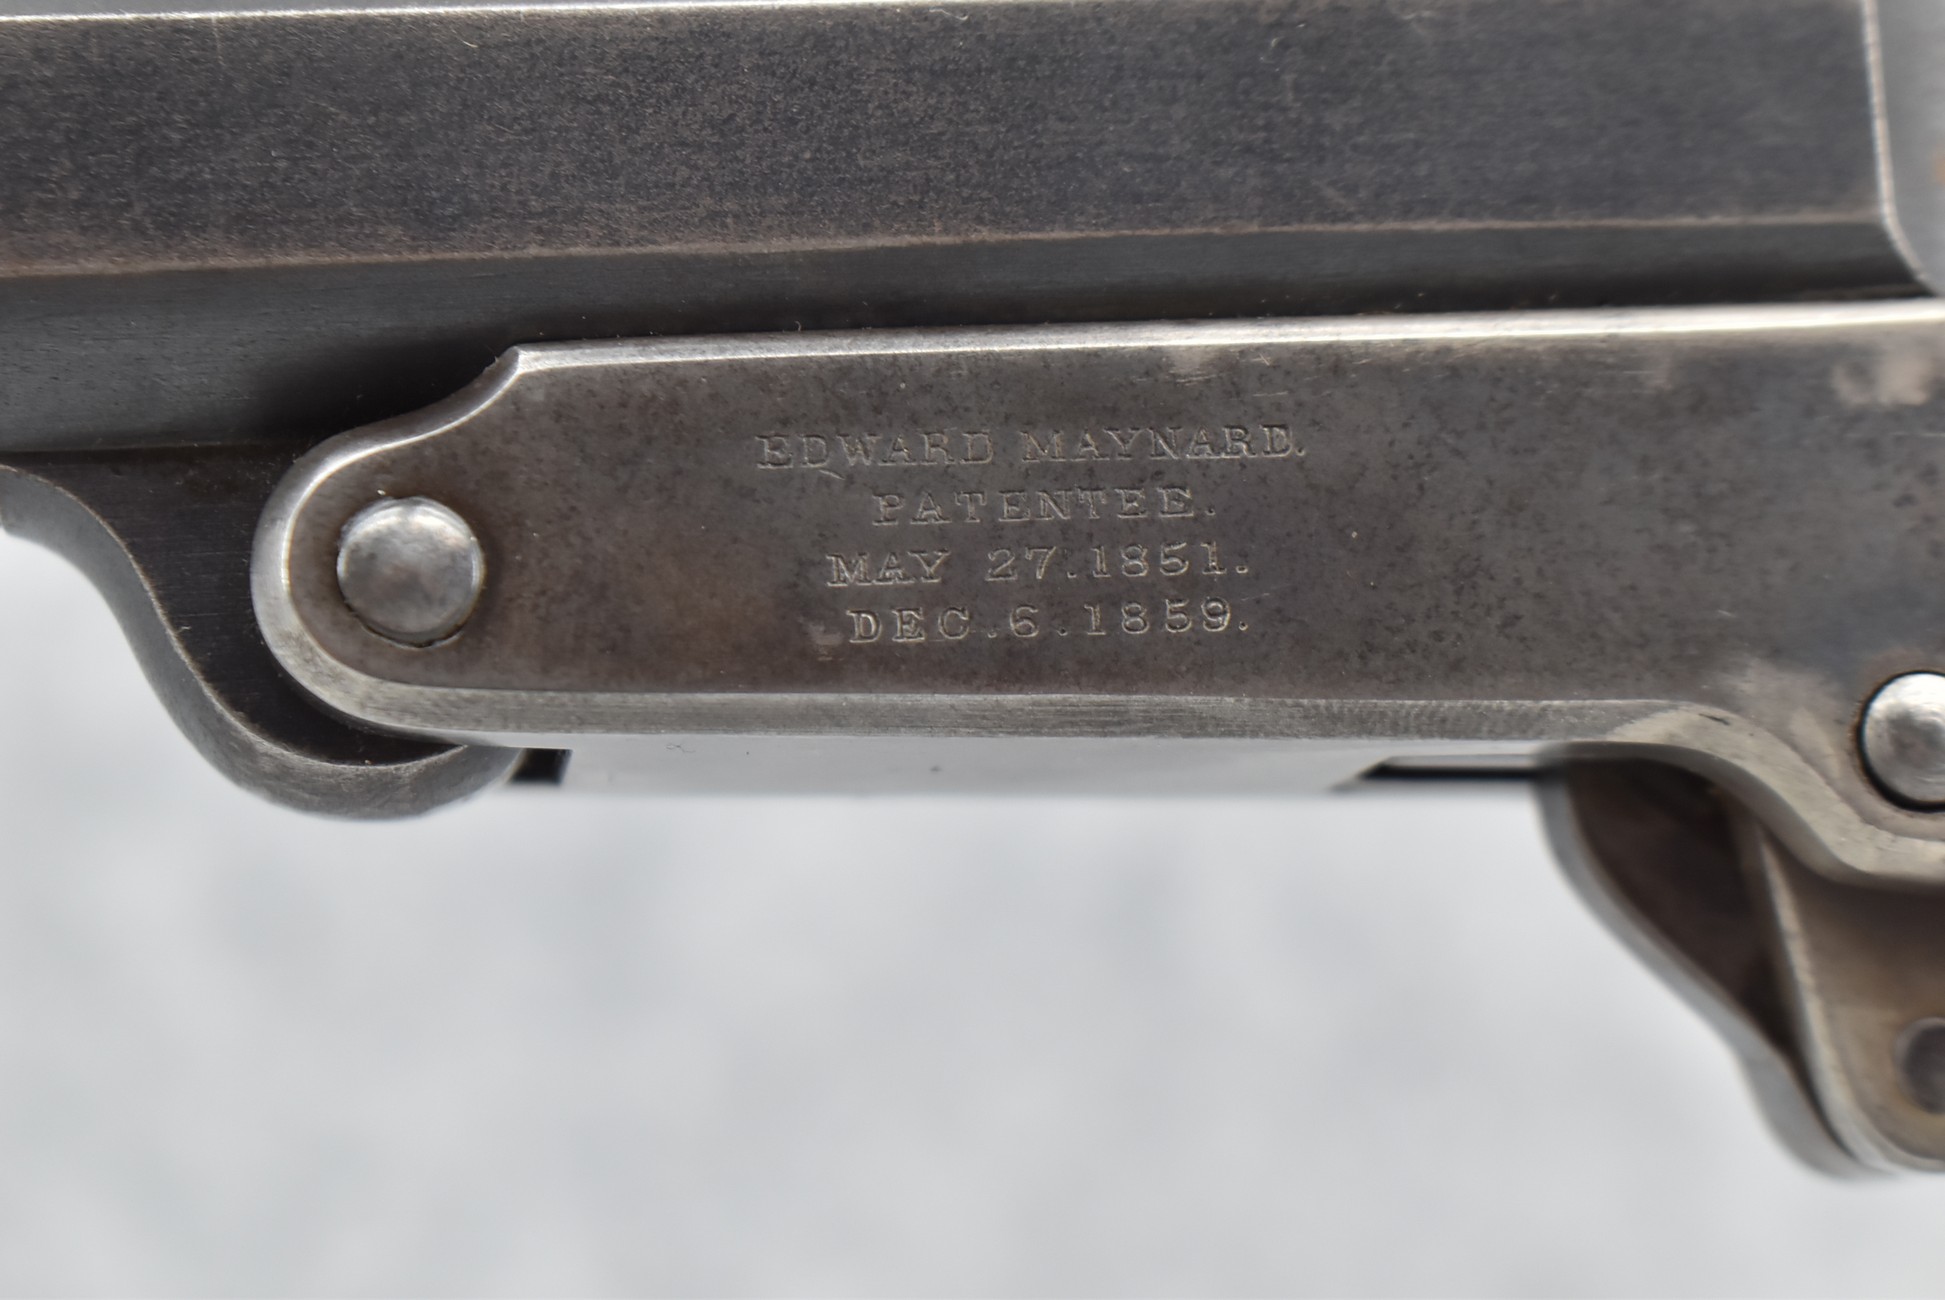 EDWARD MAYNARD.
PATENTEE.
MAY 27.1851.
DEC.6.1859.